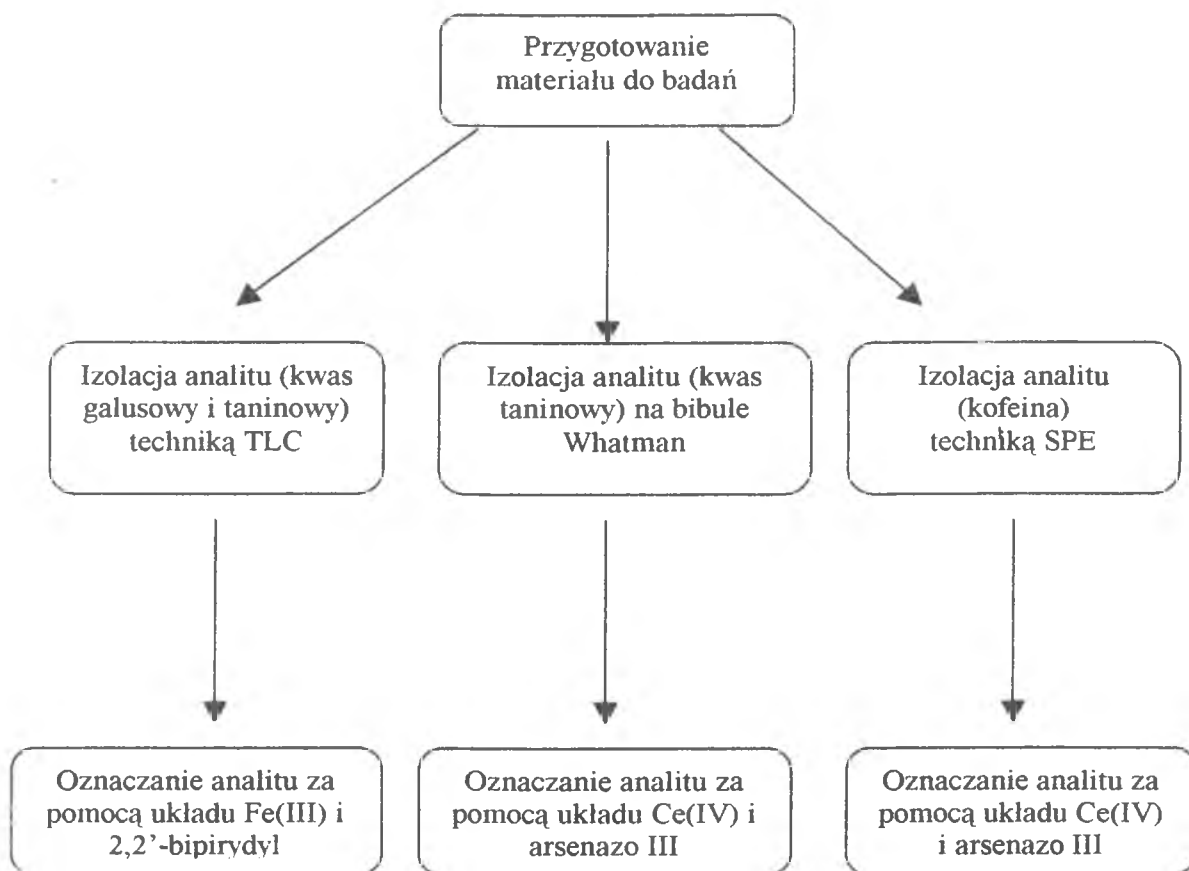 Przygotowanie
materiału do badań
Izolacja analitu (kwas
galusowy i taninowy)
techniką TLC
Izolacja analitu (kwas
taninowy) na bibule
Whatman
Izolacja analitu
(kofeina)
techniką SPE
Oznaczanie analitu za
pomocą układu Fe(III) i
2,2’-bipirydyl
Oznaczanie analitu za
pomocą układu Ce(IV) i
arsenazo III
Oznaczanie analitu za
pomocą układu Ce(IV)
i arsenazo III